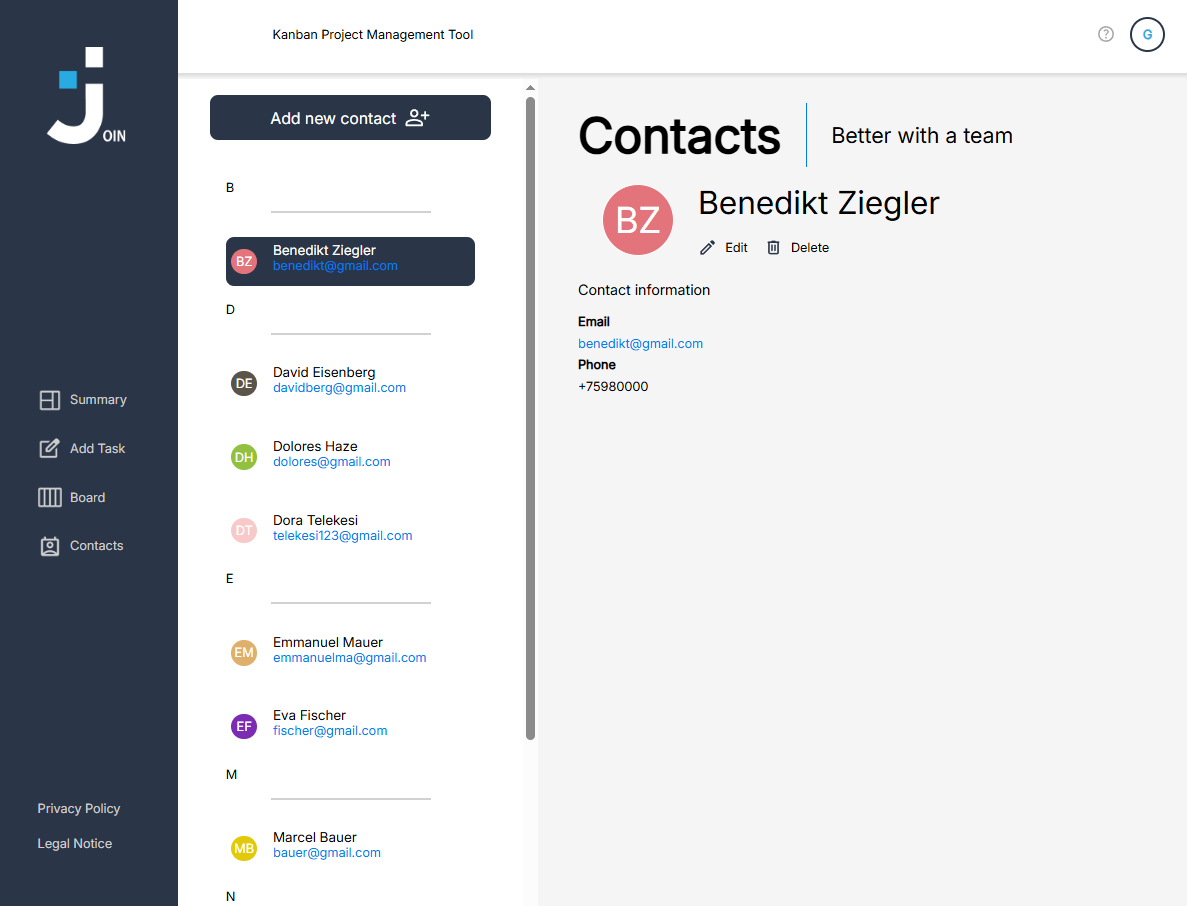 OIN
Summary
Add Task
Board
Contacts
Privacy Policy
Legal Notice
Kanban Project Management Tool
?
G
Add new contact
B
BZ
Benedikt Ziegler
benedikt@gmail.com
D
DE
David Eisenberg
davidberg@gmail.com
DH
Dolores Haze
dolores@gmail.com
DT
Dora Telekesi
telekesi123@gmail.com
E
EM
Emmanuel Mauer
emmanuelma@gmail.com
EF
Eva Fischer
fischer@gmail.com
M
MB
Marcel Bauer
bauer@gmail.com
N
Contacts
Better with a team
BZ
Benedikt Ziegler
Edit Delete
Contact information
Email
benedikt@gmail.com
Phone
+75980000